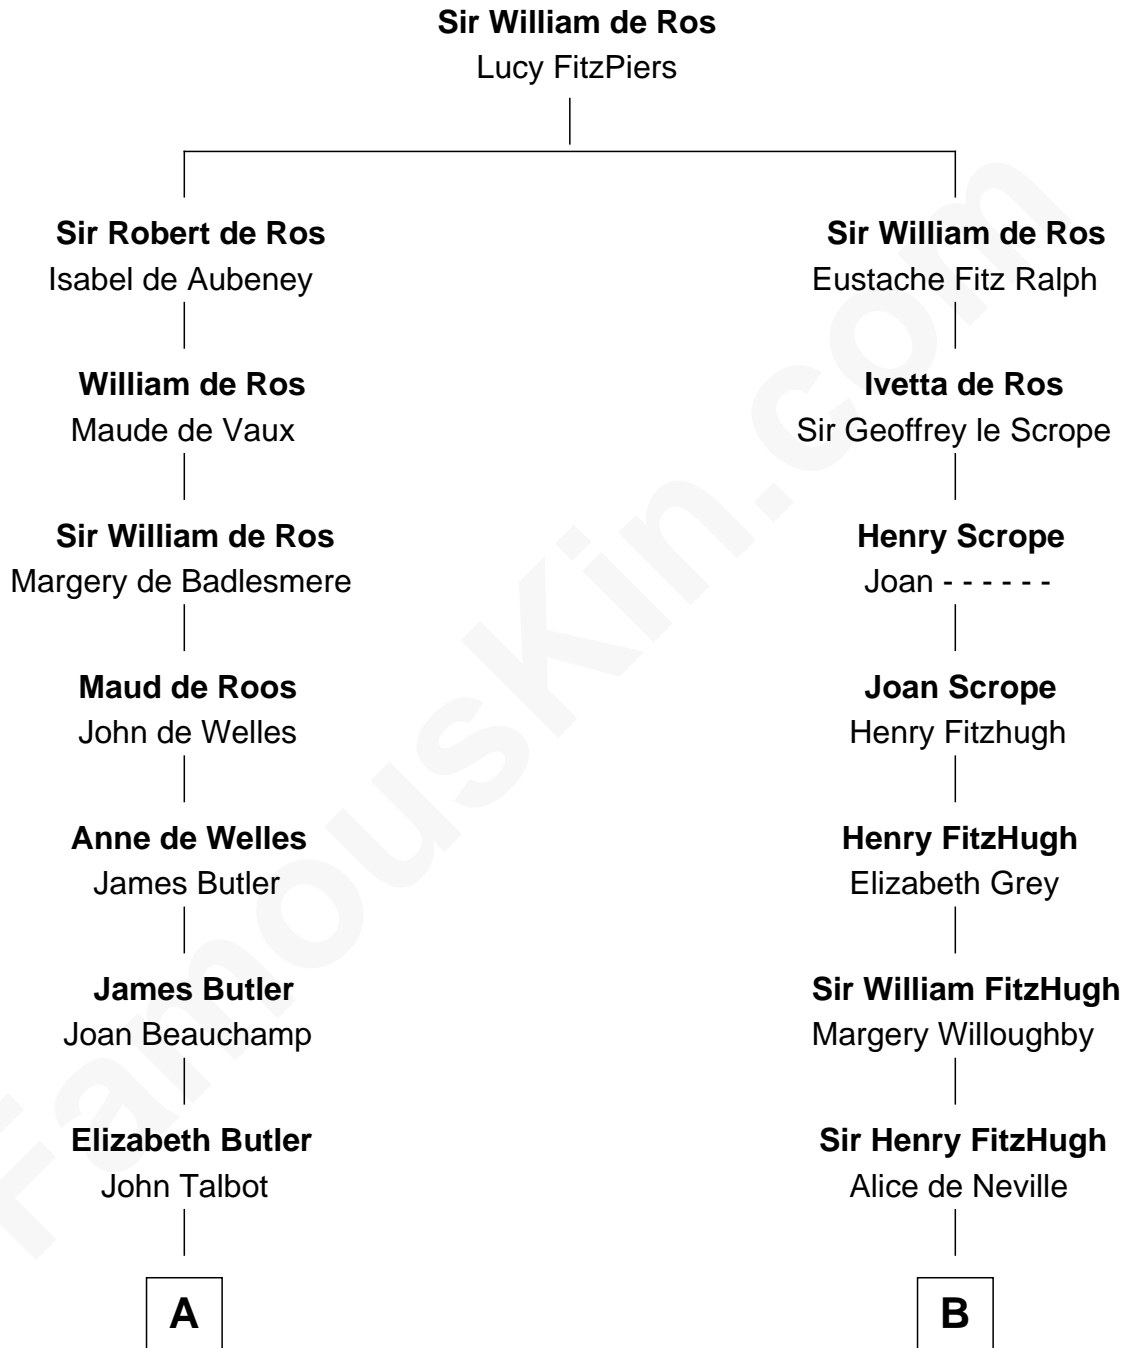 Sir William de Ros
Lucy FitzPiers
Sir Robert de Ros
Isabel de Aubeney
Sir William de Ros
Eustache Fitz Ralph
William de Ros
Maude de Vaux
Ivetta de Ros
Sir Geoffrey le Scrope
Sir William de Ros
Margery de Badlesmere
Henry Scrope
Joan - - - - - -
Maud de Roos
John de Welles
Joan Scrope
Henry Fitzhugh
Anne de Welles
James Butler
Henry FitzHugh
Elizabeth Grey
James Butler
Joan Beauchamp
Sir William FitzHugh
Margery Willoughby
Elizabeth Butler
John Talbot
Sir Henry FitzHugh
Alice de Neville
A
B
FamousKin.com